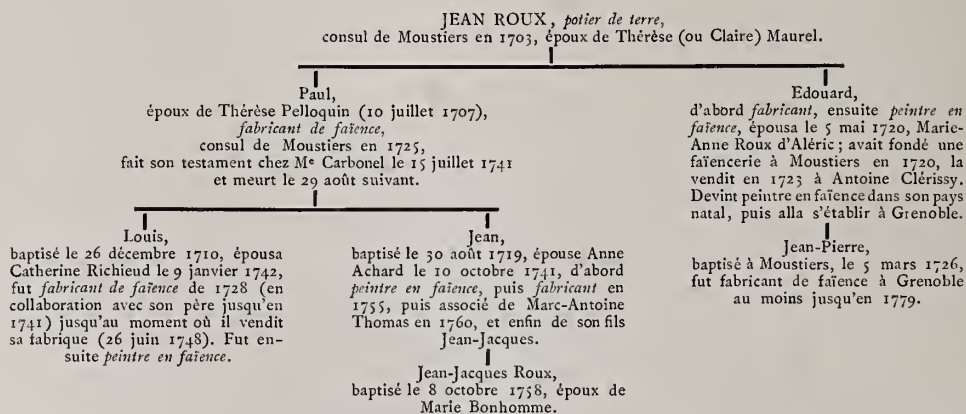 JEAN ROUX, potier de terre,
consul de Moustiers en 1703, époux de Thérèse (ou Claire) Maurel.
Paul,
époux de Thérèse Pelloquin (10 juillet 1707),
fabricant de faïence,
consul de Moustiers en 1725,
fait son testament chez Me Carbonel le 15 juillet 1741
et meurt le 29 août suivant.
Edouard,
d'abord fabricant, ensuite peintre en
faïence, épousa le 5 mai 1720, Marie-
Anne Roux d'Aléric ; avait fondé une
faïencerie à Moustiers en 1720, la
vendit en 1723 à Antoine Clérissy.
Devint peintre en faïence dans son pays
natal, puis alla s'établir à Grenoble.
Louis,
baptisé le 26 décembre 1710, épousa
Catherine Richieud le 9 janvier 1742,
fut fabricant de faïence de 1728 (en
collaboration avec son père jusqu'en
1741) jusqu'au moment où il vendit
sa fabrique (26 juin 1748). Fut en-
suite peintre en faïence.
Jean,
baptisé le 30 août 1719, épouse Anne
Achard le 10 octobre 1741, d'abord
peintre en faïence, puis fabricant en
1755, puis associé de Marc-Antoine
Thomas en 1760, et enfin de son fils
Jean-Jacques.
Jean-Pierre,
baptisé à Moustiers, le 5 mars 1726,
fut fabricant de faïence à Grenoble
au moins jusqu'en 1779.
Jean-Jacques Roux,
baptisé le 8 octobre 1758, époux de
Marie Bonhomme.